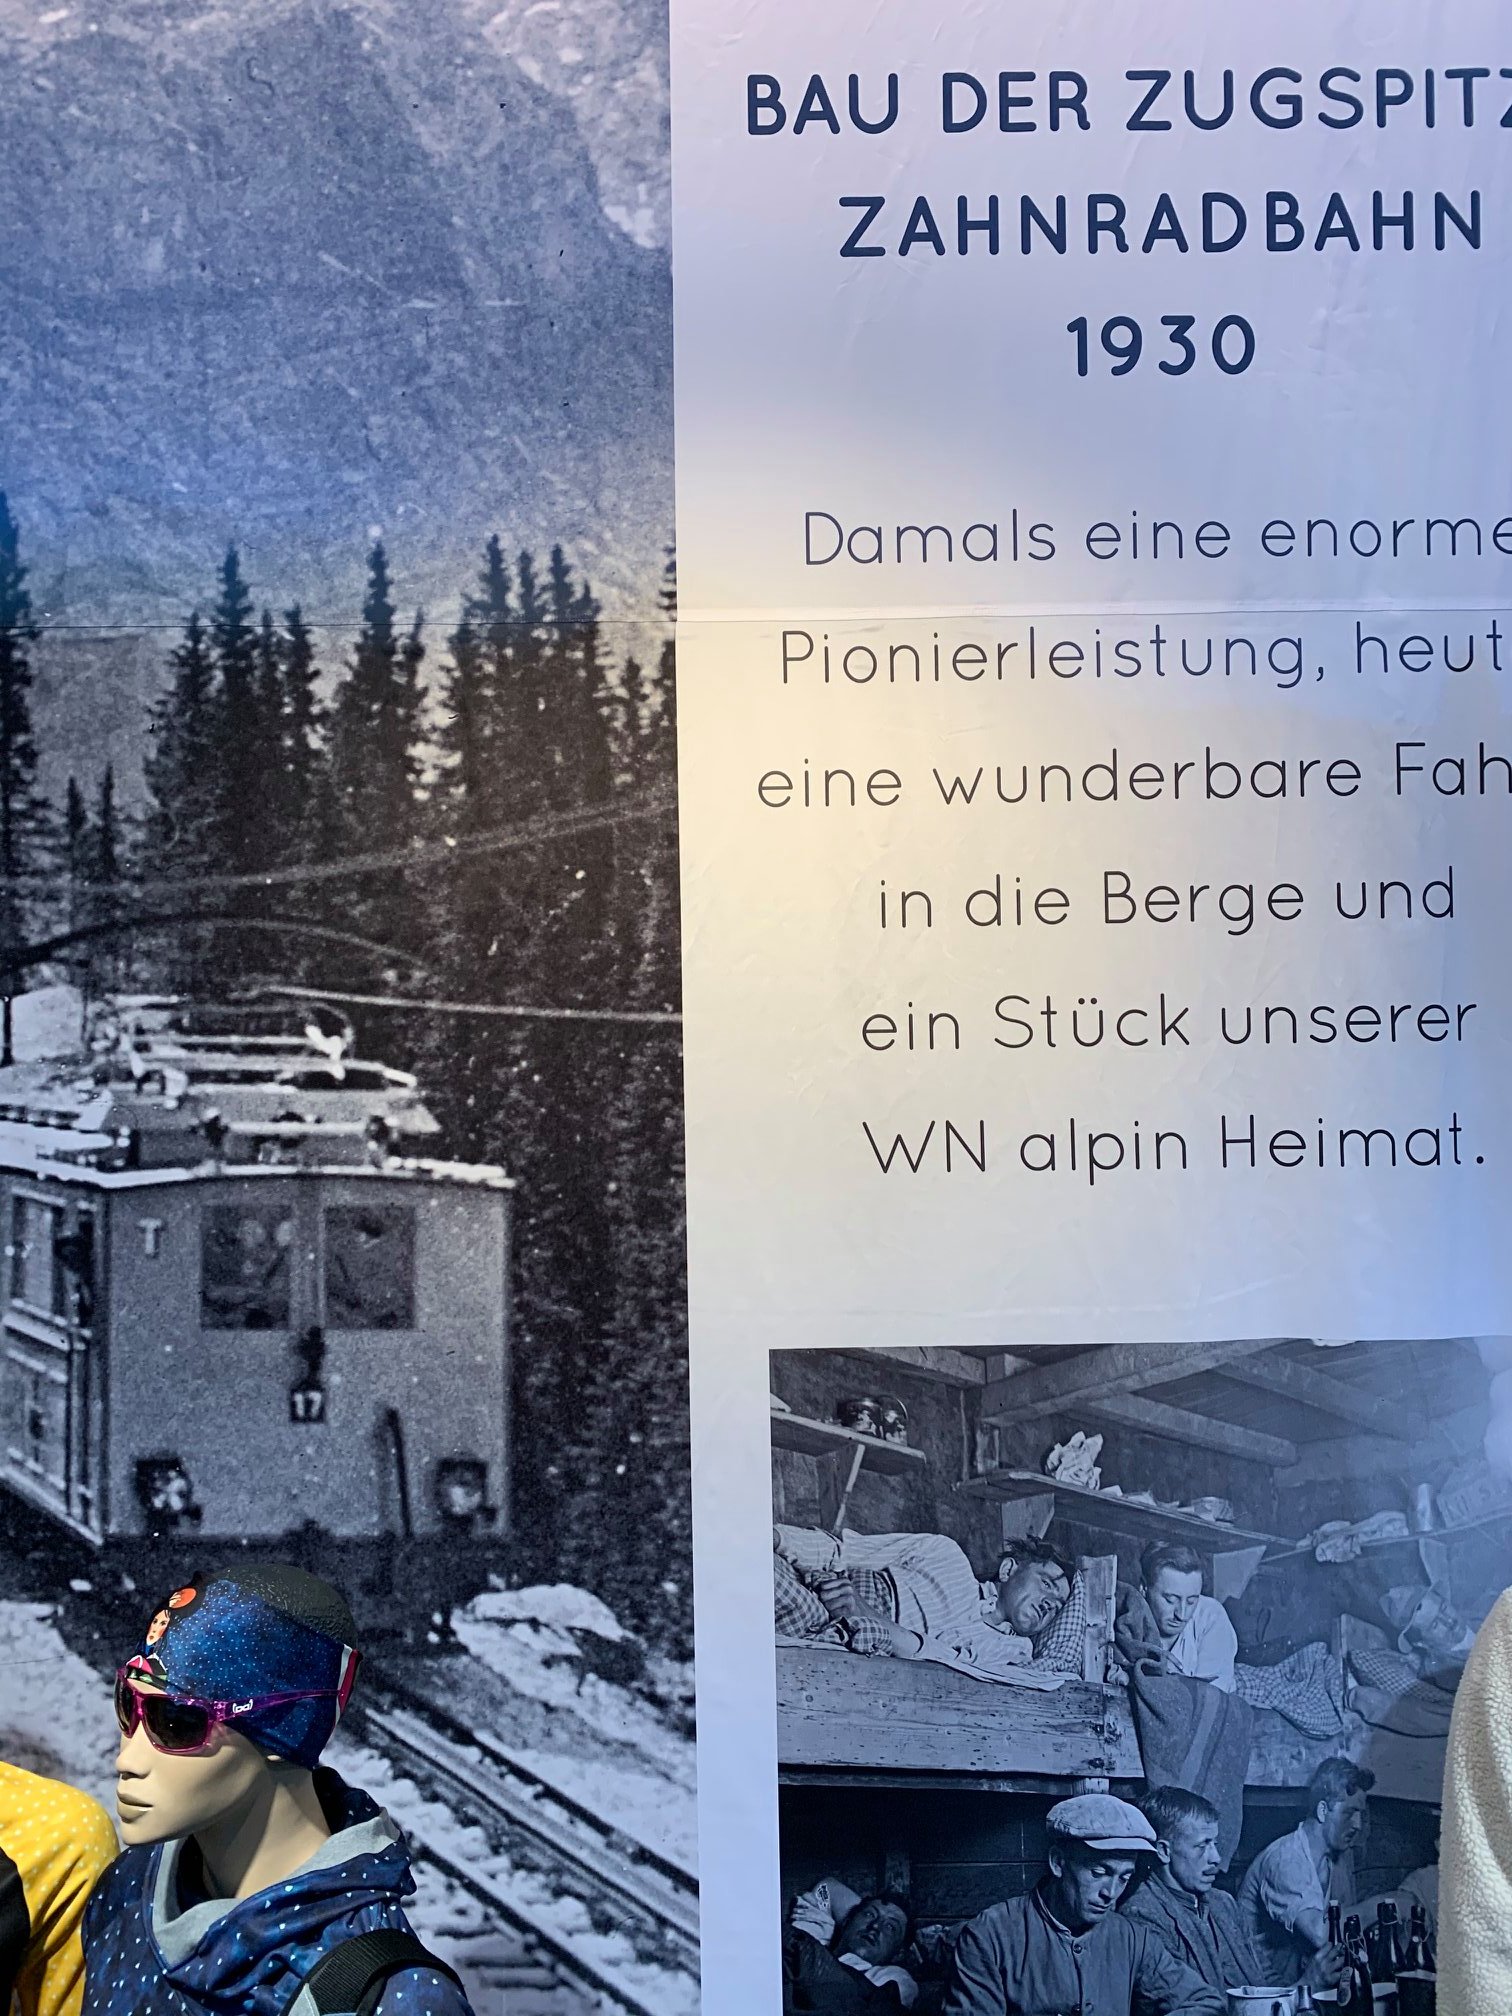 BAU DER ZUGSPITZ
ZAHNRADBAHN
1930
Damals eine enorme
Pionierleistung, heut
eine wunderbare Fah
in die Berge und
ein Stück unserer
WN alpin Heimat.
T
17